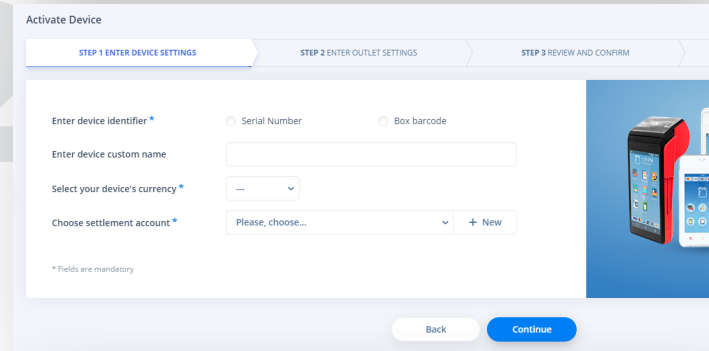 Activate Device
STEP 1 ENTER DEVICE SETTINGS
STEP 2 ENTER OUTLET SETTINGS
STEP 3 REVIEW AND CONFIRM
Enter device identifier *
Serial Number
Box barcode
Enter device custom name
Select your device's currency *
---
Choose settlement account *
Please, choose...
+ New
* Fields are mandatory
Back
Continue